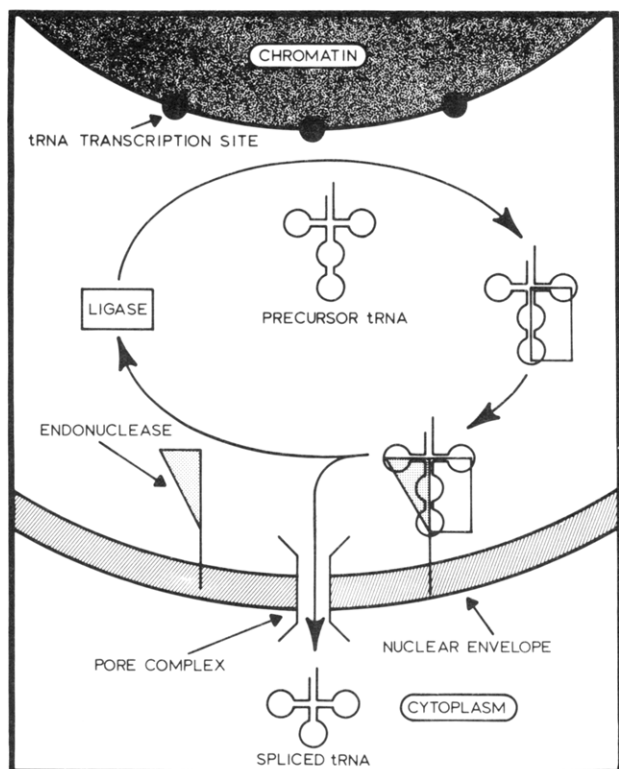 CHROMATIN
tRNA TRANSCRIPTION SITE
PRECURSOR tRNA
LIGASE
ENDONUCLEASE
PORE COMPLEX
NUCLEAR ENVELOPE
CYTOPLASM
SPLICED tRNA